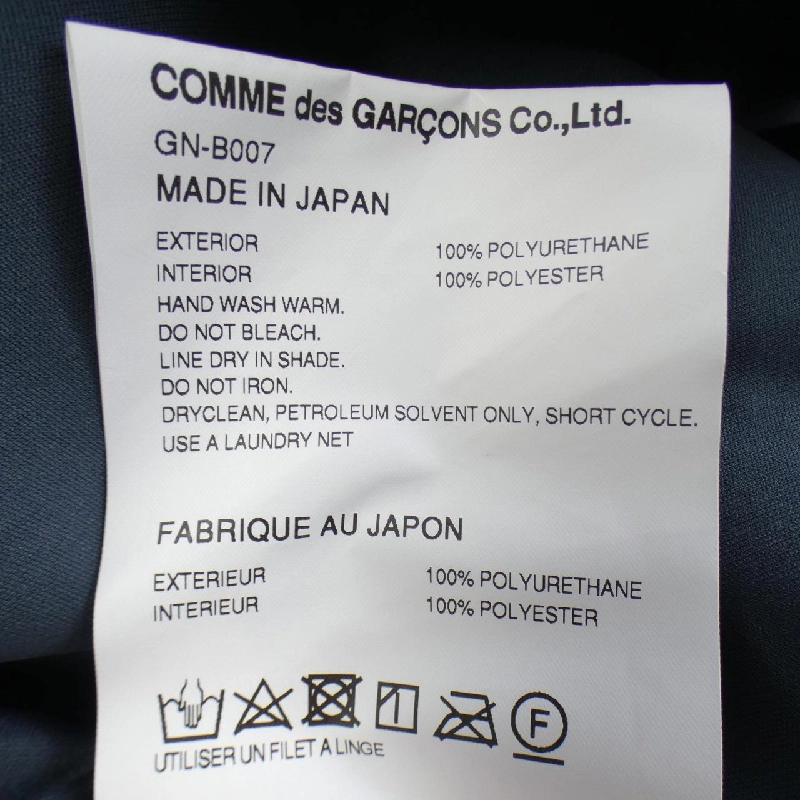 COMME des GARÇONS Co.,Ltd.
GN-B007
MADE IN JAPAN
EXTERIOR 100% POLYURETHANE
INTERIOR 100% POLYESTER
HAND WASH WARM.
DO NOT BLEACH.
LINE DRY IN SHADE.
DO NOT IRON.
DRYCLEAN, PETROLEUM SOLVENT ONLY, SHORT CYCLE.
USE A LAUNDRY NET
FABRIQUE AU JAPON
EXTERIEUR 100% POLYURETHANE
INTERIEUR 100% POLYESTER
F
UTILISER UN FILET A LINGE